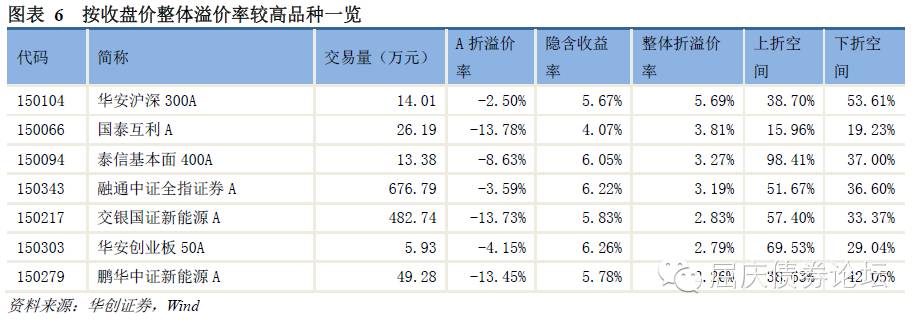 图表 6 按收盘价整体溢价率较高品种一览
代码 简称 交易量（万元） A 折溢价率 隐含收益率 整体折溢价率 上折空间 下折空间
150104 华安沪深 300A 14.01 -2.50% 5.67% 5.69% 38.70% 53.61%
150066 国泰互利 A 26.19 -13.78% 4.07% 3.81% 15.96% 19.23%
150094 泰信基本面 400A 13.38 -8.63% 6.05% 3.27% 98.41% 37.00%
150343 融通中证全指证券 A 676.79 -3.59% 6.22% 3.19% 51.67% 36.60%
150217 交银国证新能源 A 482.74 -13.73% 5.83% 2.83% 57.40% 33.37%
150303 华安创业板 50A 5.93 -4.15% 6.26% 2.79% 69.53% 29.04%
150279 鹏华中证新能源 A 49.28 -13.45% 5.78%
屈庆债券论坛
资料来源：华创证券，Wind